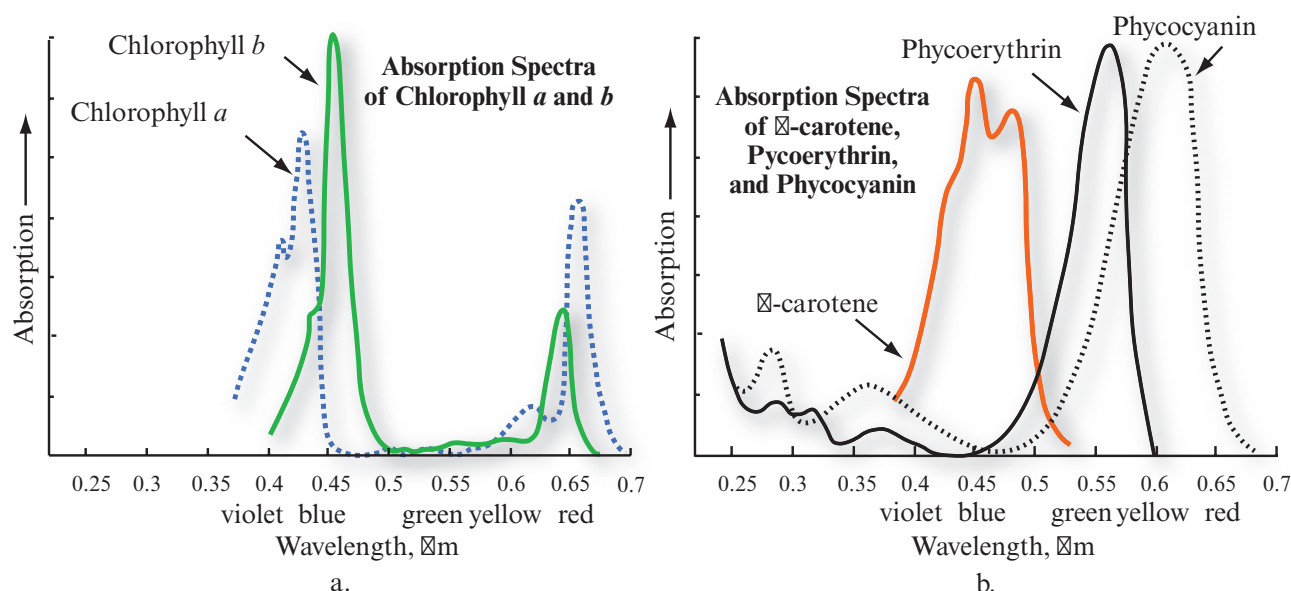 Chlorophyll b
Chlorophyll a
Absorption Spectra
of Chlorophyll a and b
Absorption
0.25 0.3 0.35 0.4 0.45 0.5 0.55 0.6 0.65 0.7
violet blue green yellow red
Wavelength, □m
a.
Phycocyanin
Phycoerythrin
Absorption Spectra
of □-carotene,
Pycoerythrin,
and Phycocyanin
□-carotene
Absorption
0.25 0.3 0.35 0.4 0.45 0.5 0.55 0.6 0.65 0.7
violet blue green yellow red
Wavelength, □m
b.